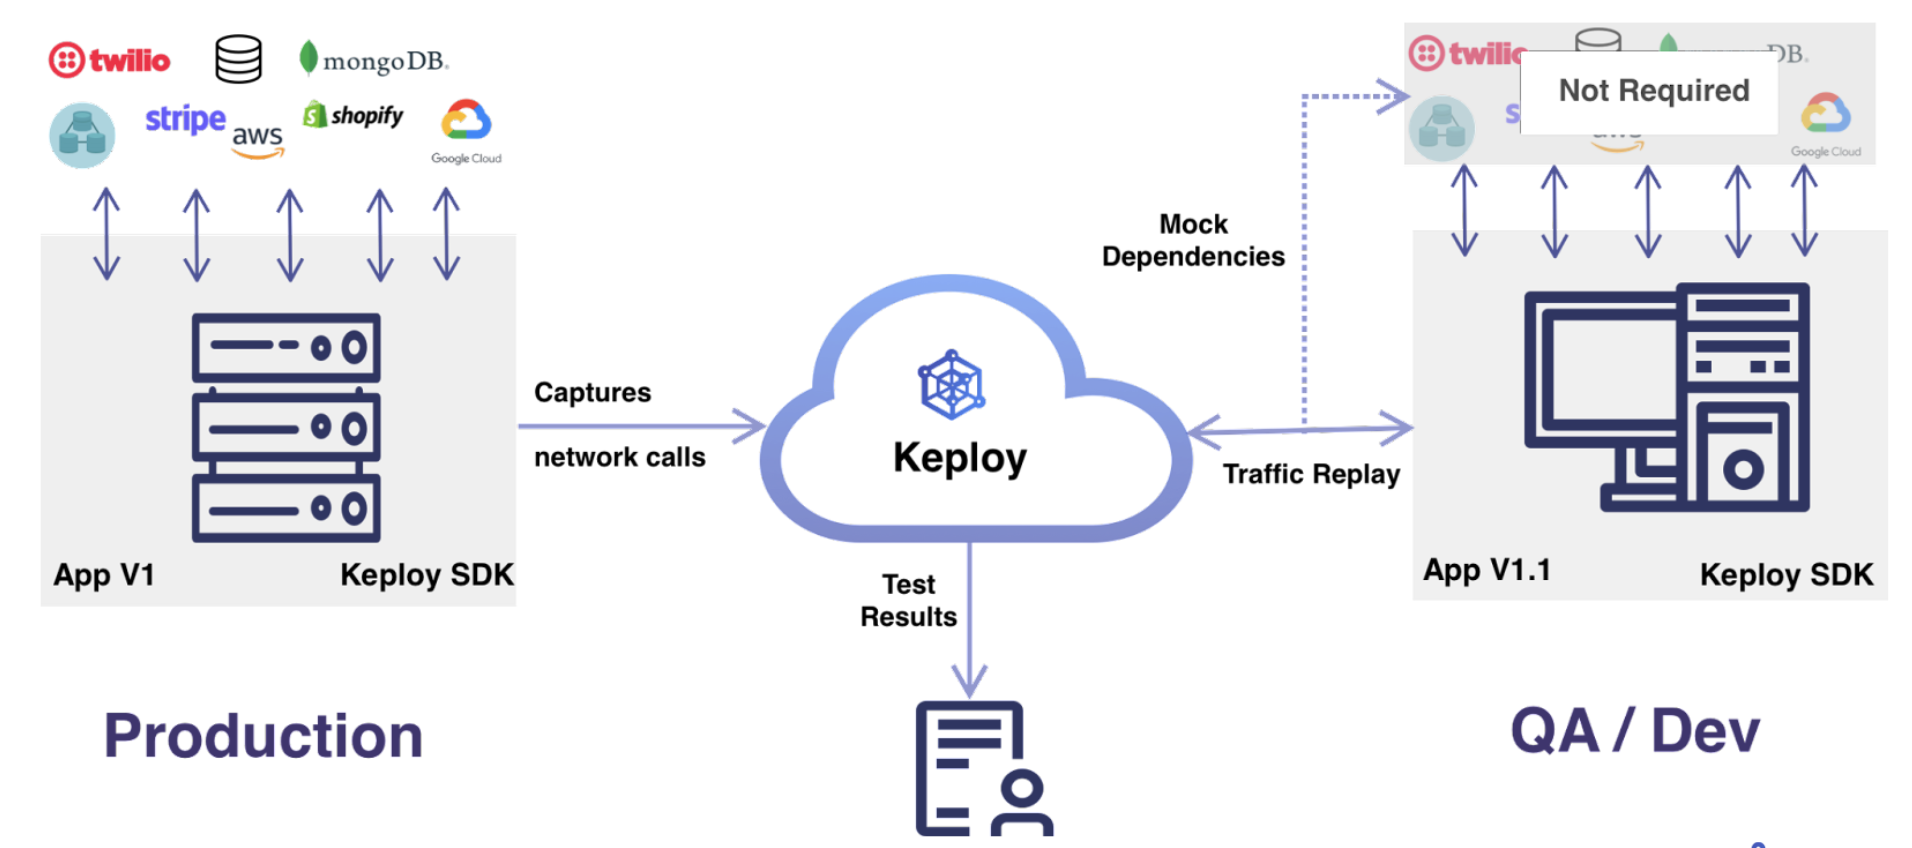 twilio
mongoDB.
stripe
aws
shopify
Google Cloud
App V1
Keploy SDK
Production
Captures
network calls
Keploy
Test
Results
Mock
Dependencies
Traffic Replay
twilio
DB.
Not Required
S
aws
Google Cloud
App V1.1
Keploy SDK
QA / Dev